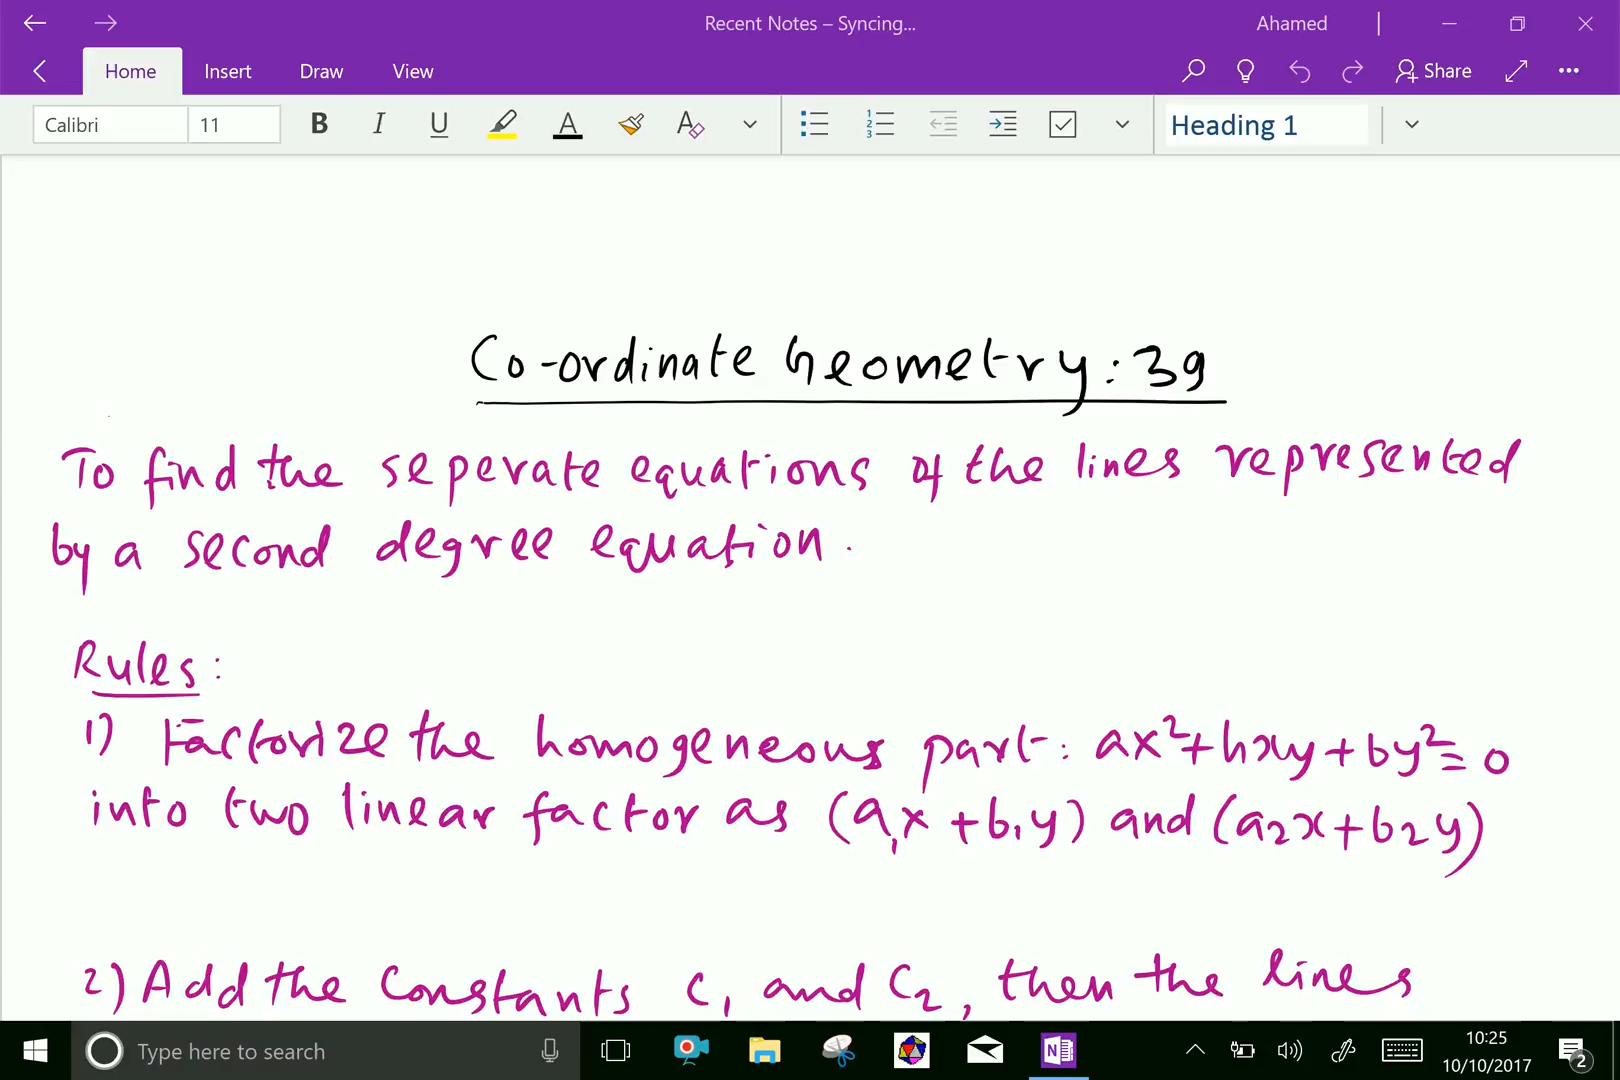 Recent Notes – Syncing...
Ahamed
Home Insert Draw View
Share
Calibri 11 B I U A A Heading 1
Co-ordinate Geometry: 39
To find the seperate equations of the lines represented
by a second degree equation.
Rules:
1) Factorize the homogeneous part: ax²+hxy+by²=0
into two linear factor as (a₁x+b₁y) and (a₂x+b₂y)
2) Add the constants c₁ and c₂, then the lines
Type here to search
N
10:25
10/10/2017
2